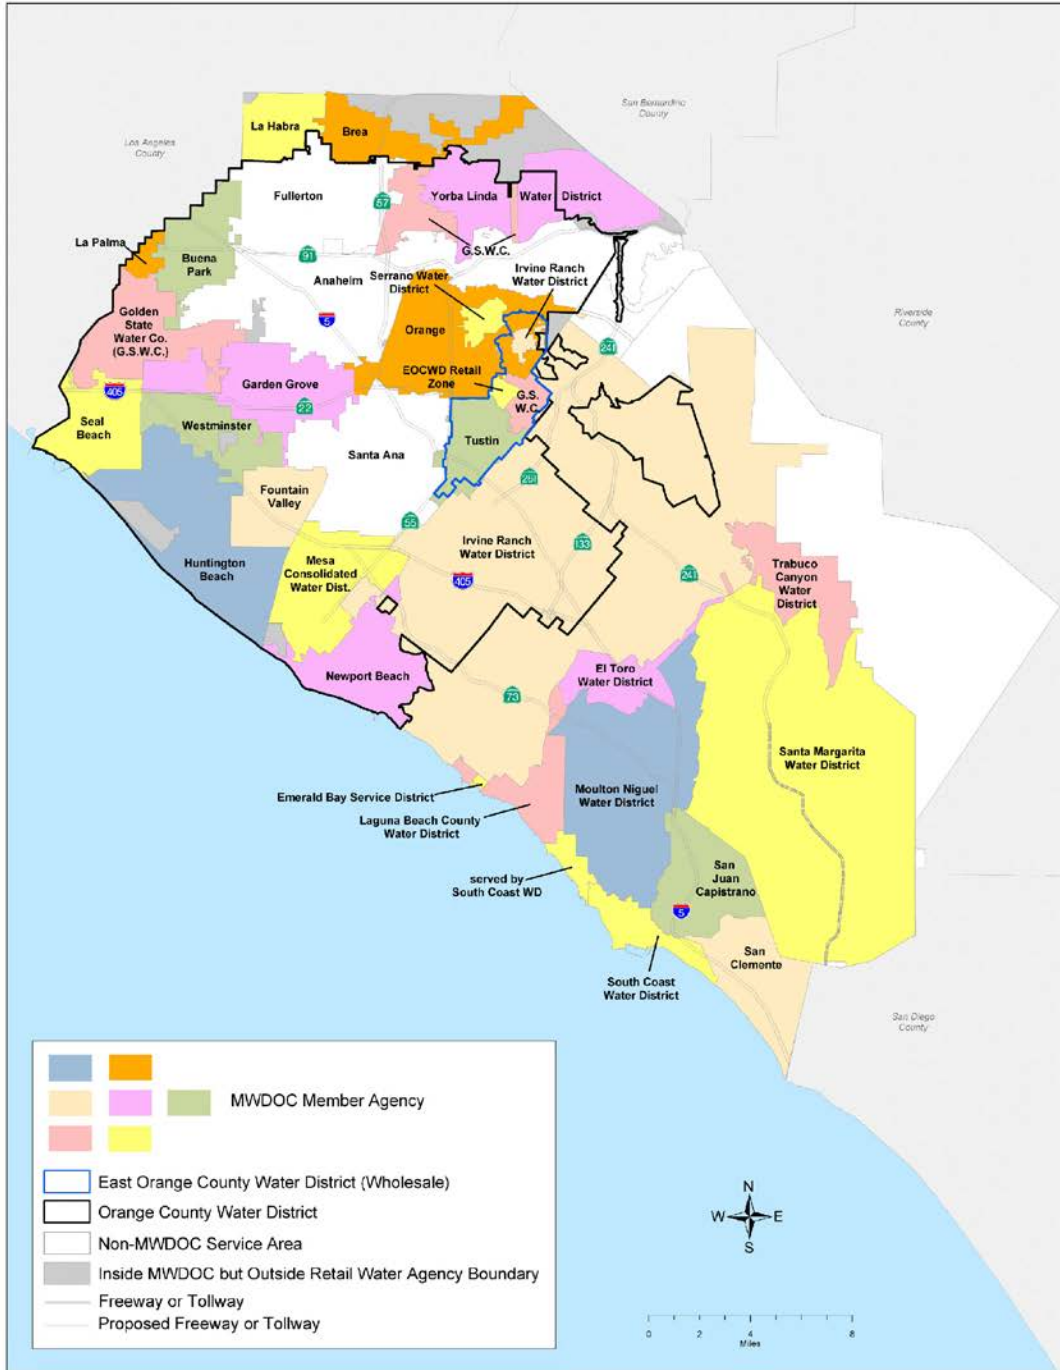 San Bernardino
County
Los Angeles
County
La Habra
Brea
Fullerton
57
Yorba Linda
Water
District
La Palma
Buena
Park
91
G.S.W.C.
Anaheim
Serrano Water
District
Irvine Ranch
Water District
Golden
State
Water Co.
(G.S.W.C.)
5
Orange
241
Riverside
County
EOCWD Retail
Zone
G.S.
W.C.
405
Garden Grove
22
Seal
Beach
Westminster
Tustin
Santa Ana
261
Fountain
Valley
55
Irvine Ranch
Water District
133
Huntington
Beach
Mesa
Consolidated
Water Dist.
405
241
Trabuco
Canyon
Water
District
Newport Beach
El Toro
Water District
73
Santa Margarita
Water District
Emerald Bay Service District
Moulton Niguel
Water District
Laguna Beach County
Water District
served by
South Coast WD
San
Juan
Capistrano
5
San
Clemente
South Coast
Water District
San Diego
County
MWDOC Member Agency
East Orange County Water District (Wholesale)
Orange County Water District
Non-MWDOC Service Area
Inside MWDOC but Outside Retail Water Agency Boundary
Freeway or Tollway
Proposed Freeway or Tollway
N
W
E
S
0 2 4 8
Miles